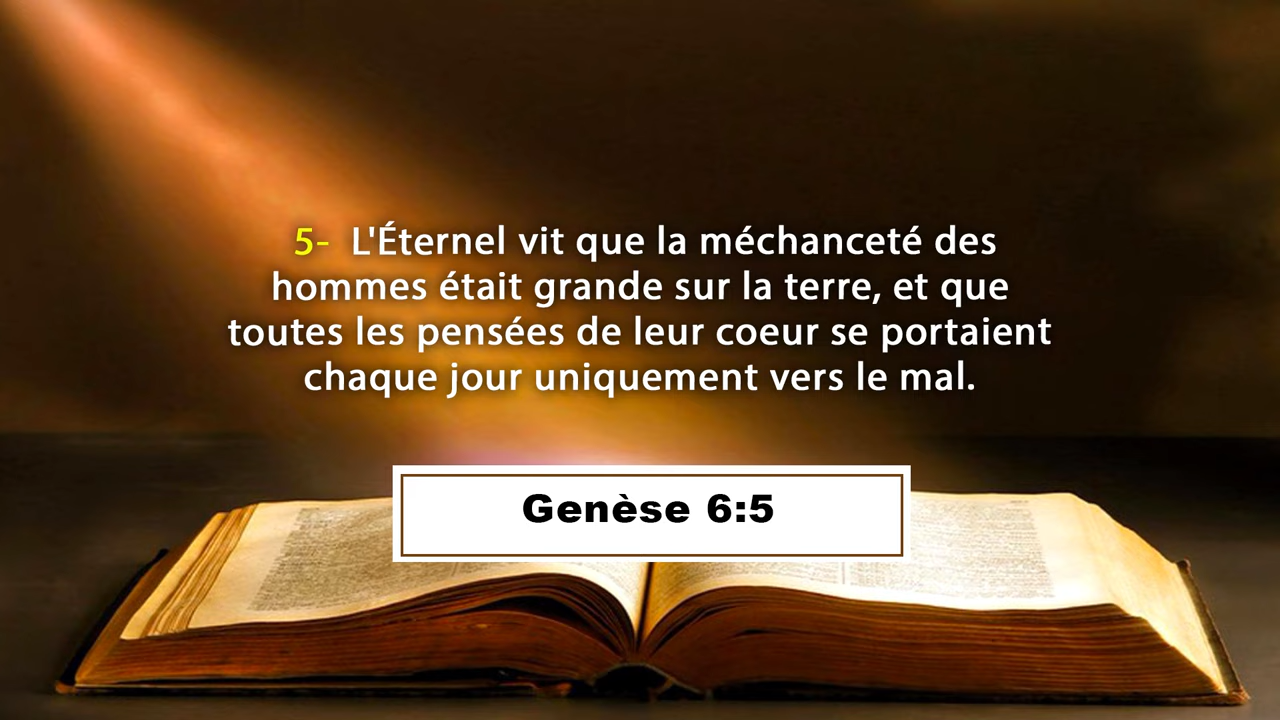 5- L'Éternel vit que la méchanceté des
hommes était grande sur la terre, et que
toutes les pensées de leur coeur se portaient
chaque jour uniquement vers le mal.
Genèse 6:5